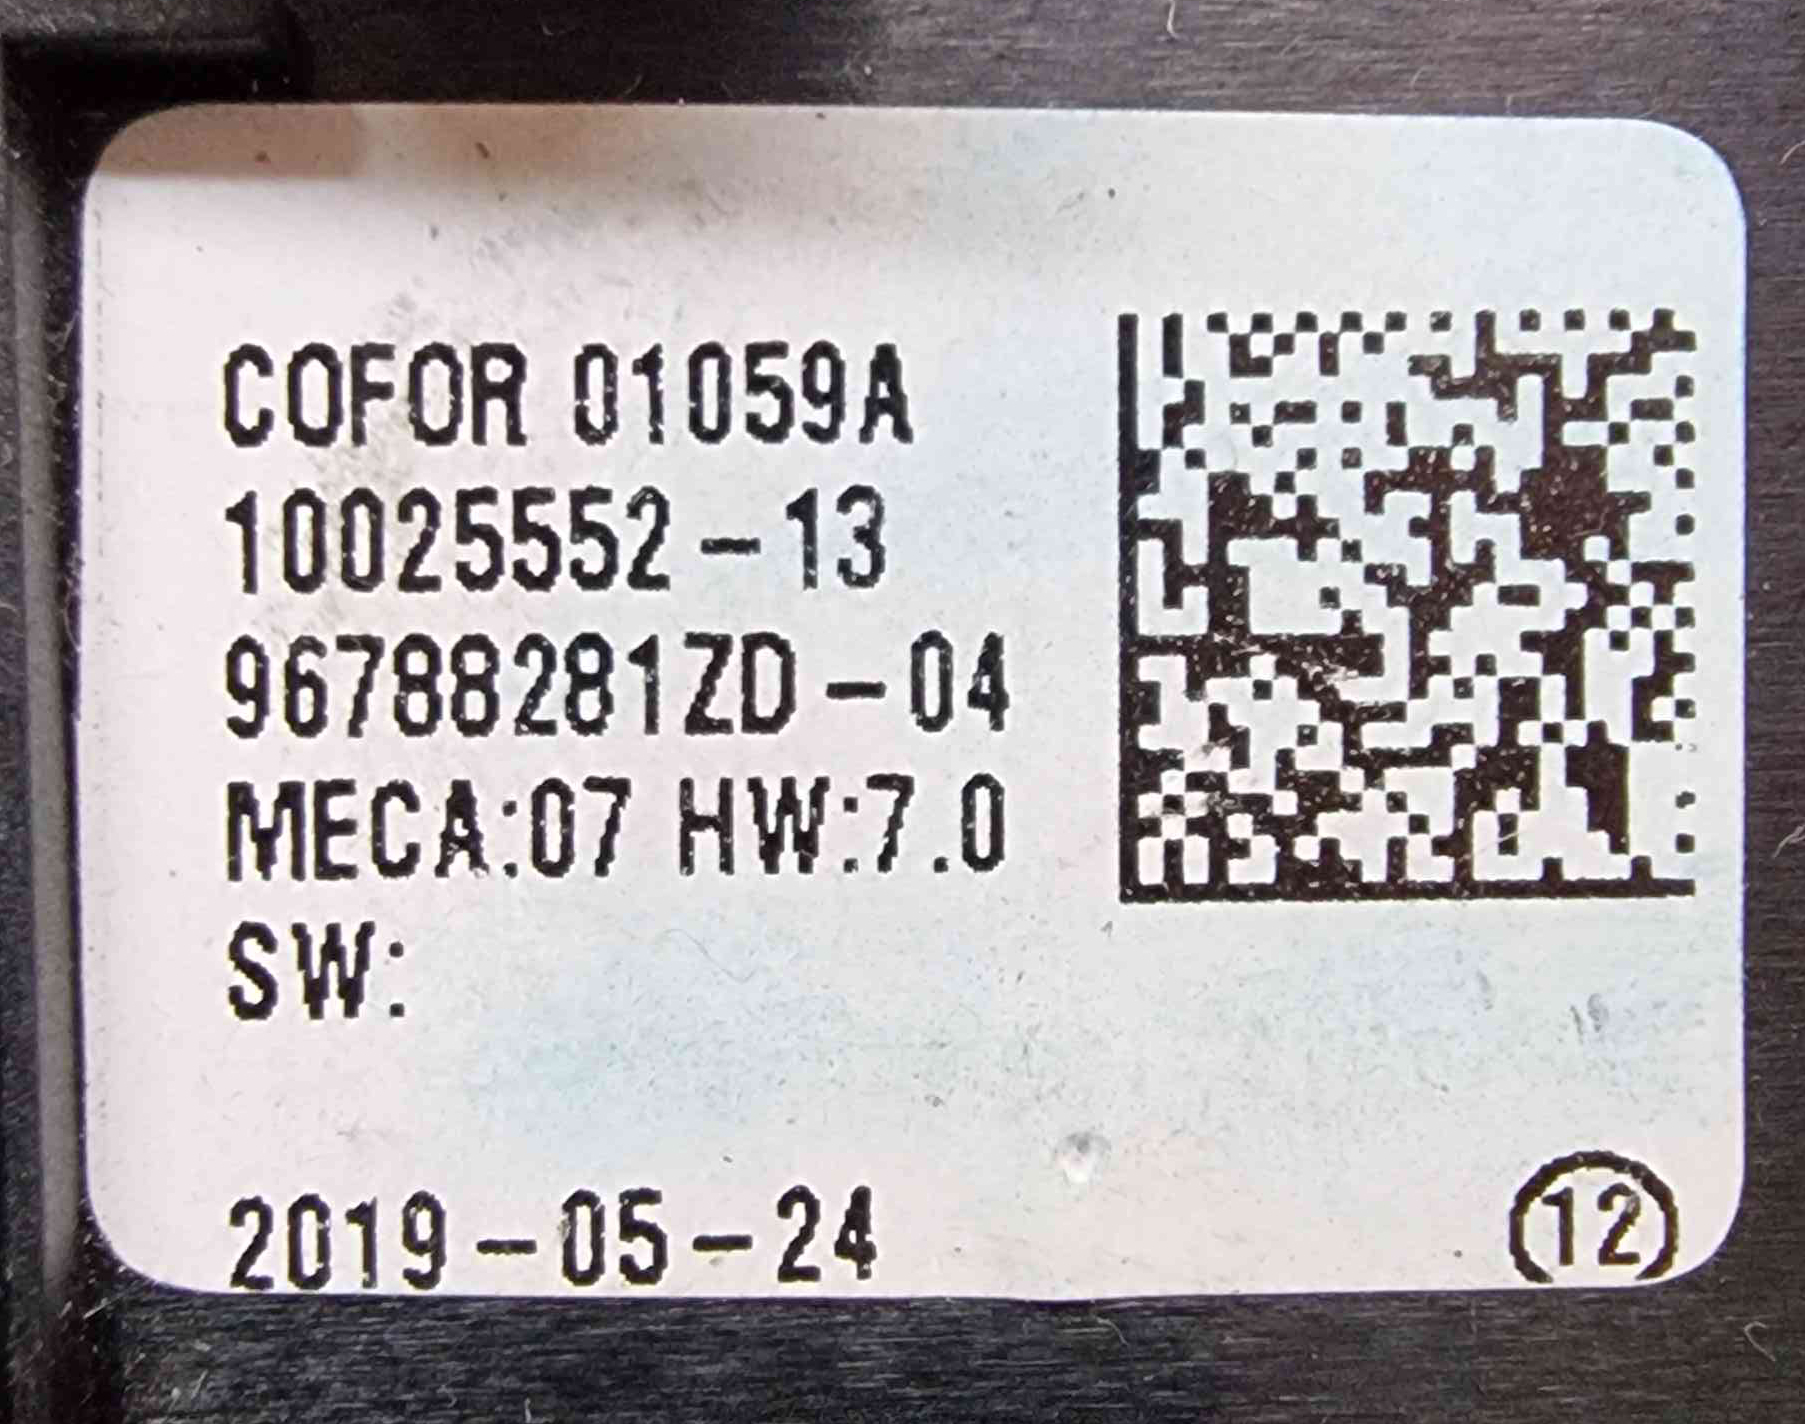 COFOR 01059A
10025552-13
96788281ZD-04
MECA:07 HW:7.0
SW:
2019-05-24
12